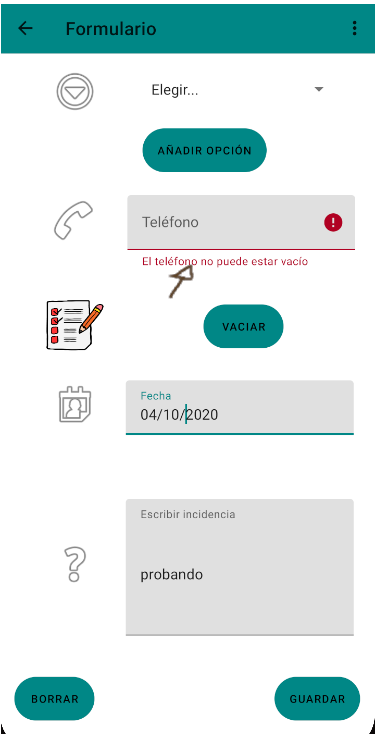 Formulario
Elegir...
AÑADIR OPCIÓN
Teléfono
El teléfono no puede estar vacío
VACIAR
Fecha
04/10/2020
Escribir incidencia
probando
BORRAR
GUARDAR